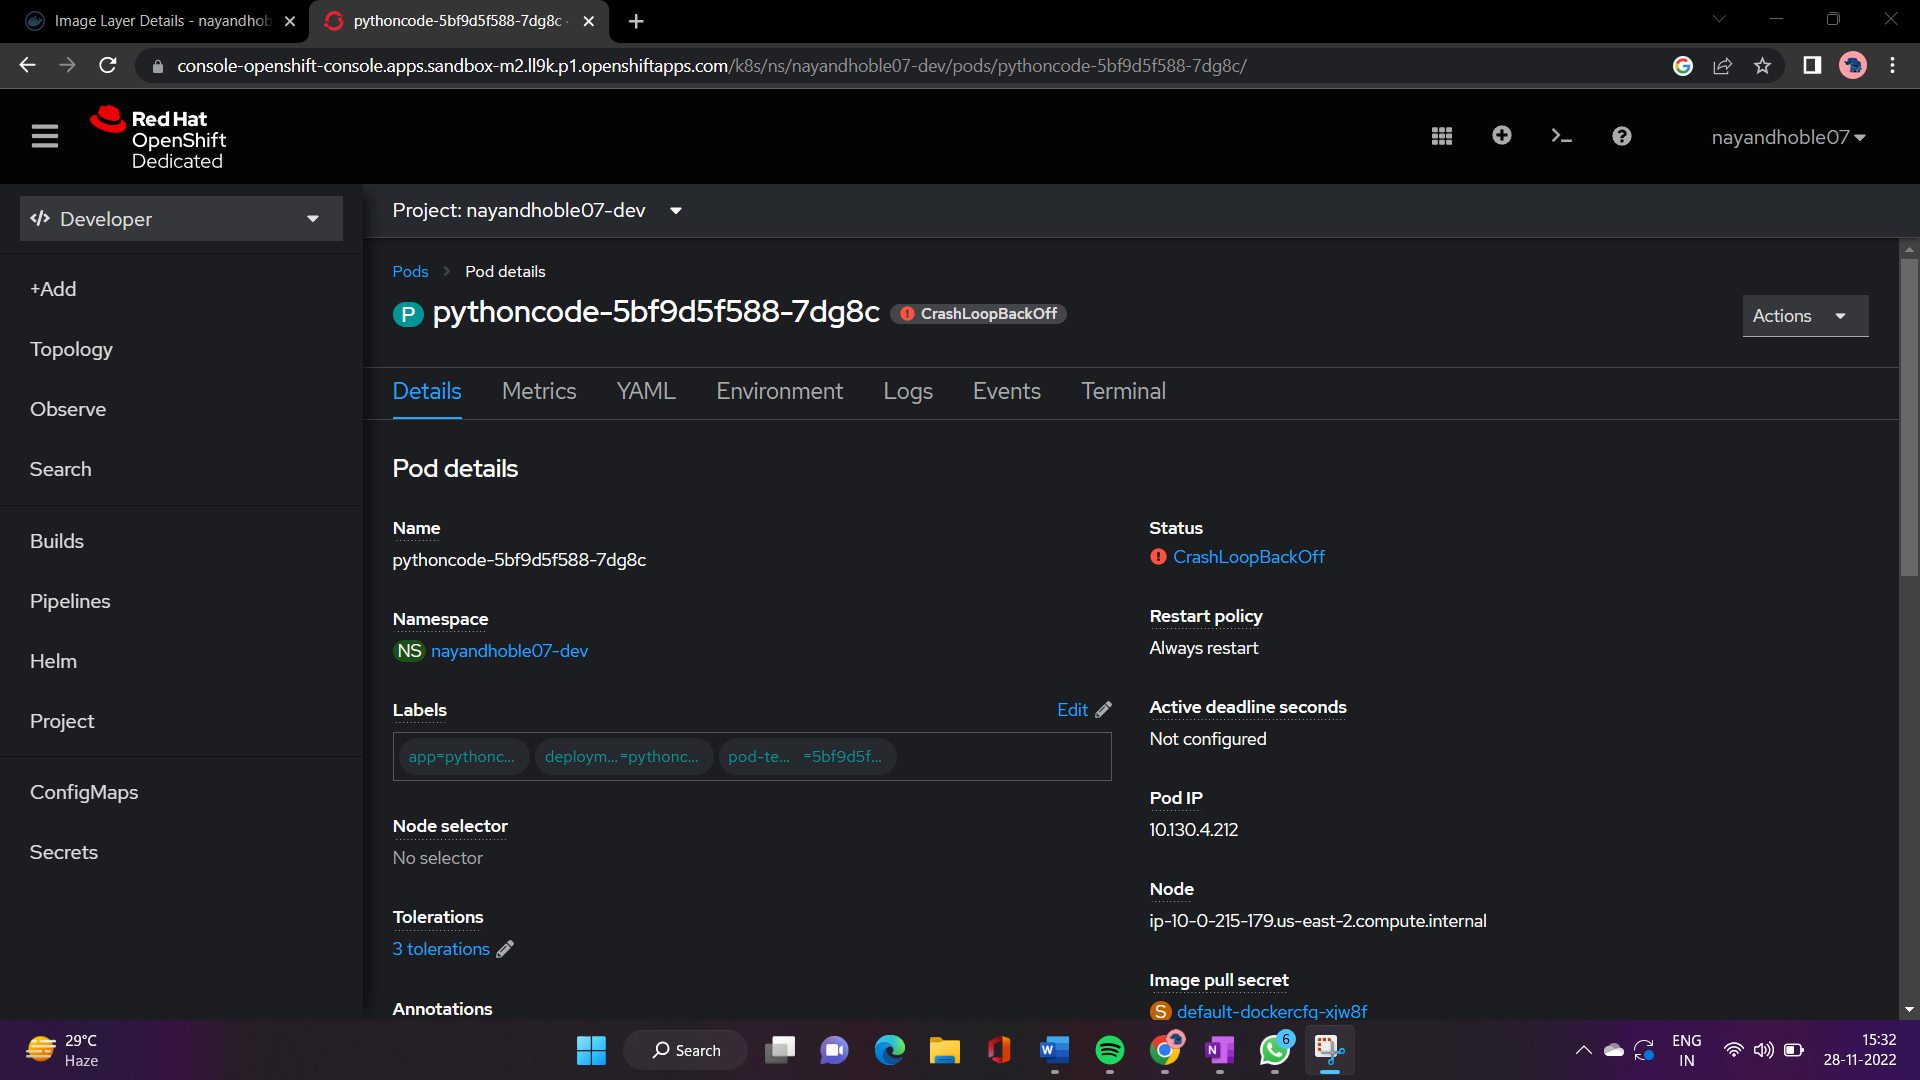 Image Layer Details - nayandhob
pythoncode-5bf9d5f588-7dg8c
console-openshift-console.apps.sandbox-m2.ll9k.p1.openshiftapps.com/k8s/ns/nayandhoble07-dev/pods/pythoncode-5bf9d5f588-7dg8c/
Red Hat
OpenShift
Dedicated
nayandhoble07
Developer
+Add
Topology
Observe
Search
Builds
Pipelines
Helm
Project
ConfigMaps
Secrets
Project: nayandhoble07-dev
Pods > Pod details
P pythoncode-5bf9d5f588-7dg8c CrashLoopBackOff
Actions
Details Metrics YAML Environment Logs Events Terminal
Pod details
Name
pythoncode-5bf9d5f588-7dg8c
Namespace
NS nayandhoble07-dev
Labels
Edit
app=pythonc... deploym...=pythonc... pod-te... =5bf9d5f...
Node selector
No selector
Tolerations
3 tolerations
Annotations
Status
CrashLoopBackOff
Restart policy
Always restart
Active deadline seconds
Not configured
Pod IP
10.130.4.212
Node
ip-10-0-215-179.us-east-2.compute.internal
Image pull secret
S default-dockercfg-xjw8f
29°C
Haze
Search
6
ENG
IN
15:32
28-11-2022